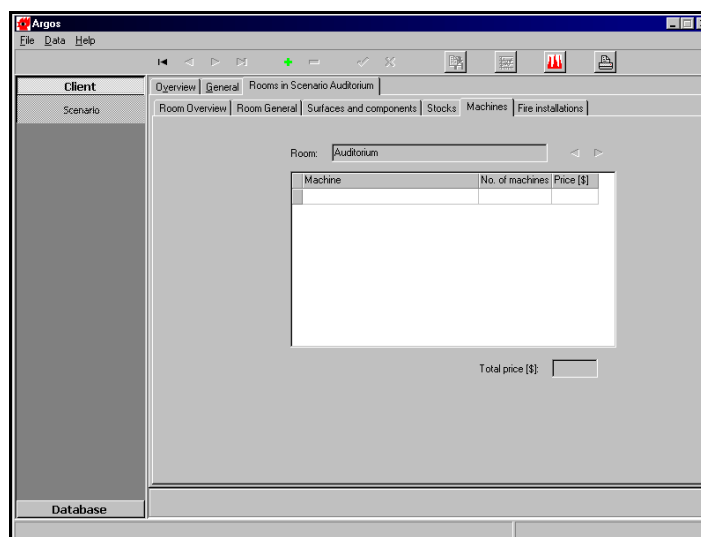 Argos
File Data Help
Client
Overview General Rooms in Scenario Auditorium
Scenario
Room Overview Room General Surfaces and components Stocks Machines Fire installations
Room: Auditorium
Machine No. of machines Price [$]
Total price [$]:
Database